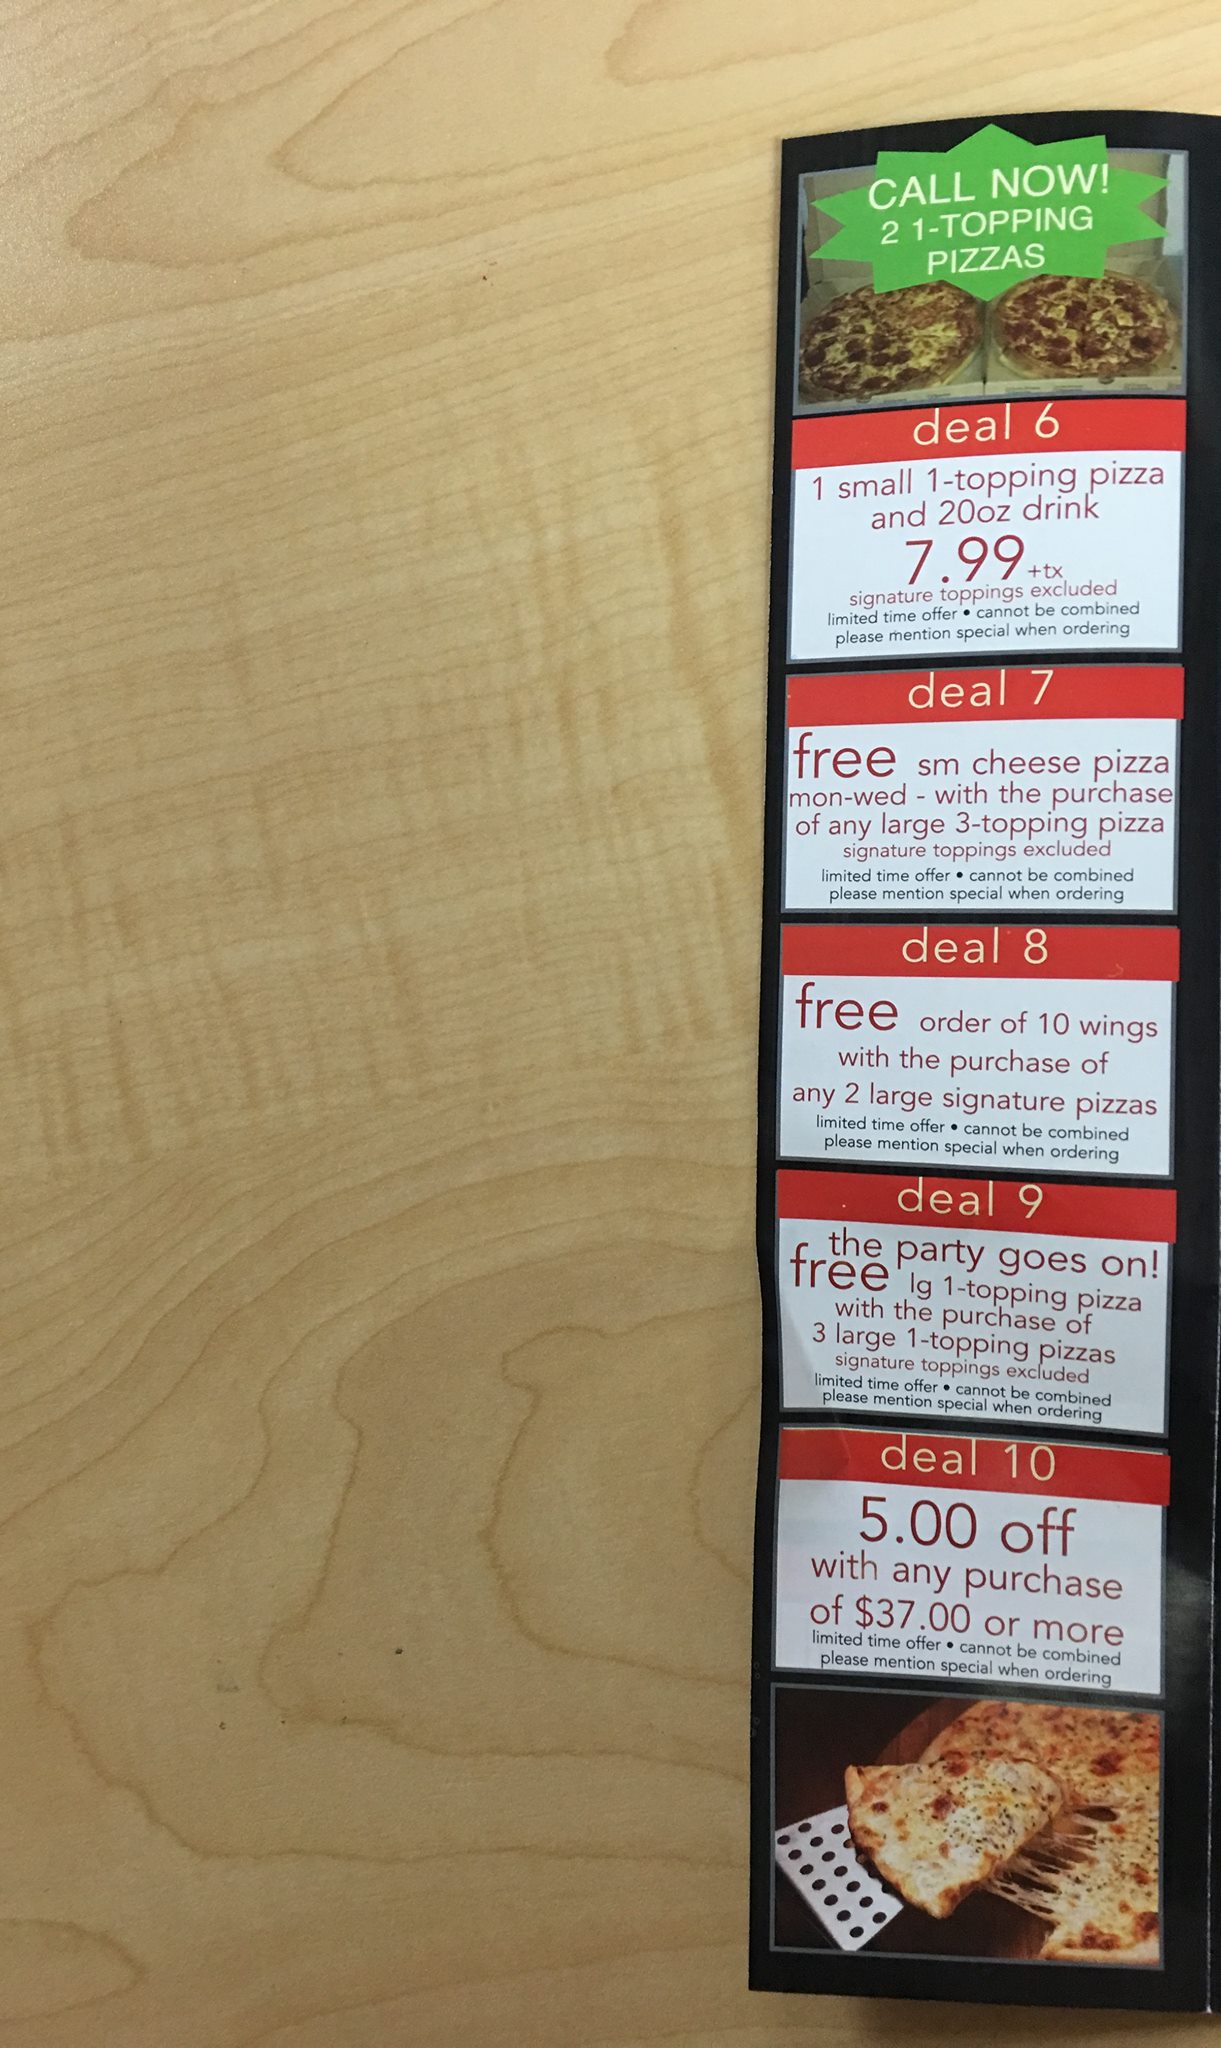 CALL NOW!
2 1-TOPPING
PIZZAS
deal 6
1 small 1-topping pizza
and 20oz drink
7.99 +tx
signature toppings excluded
limited time offer • cannot be combined
please mention special when ordering
deal 7
free sm cheese pizza
mon-wed - with the purchase
of any large 3-topping pizza
signature toppings excluded
limited time offer • cannot be combined
please mention special when ordering
deal 8
free order of 10 wings
with the purchase of
any 2 large signature pizzas
limited time offer • cannot be combined
please mention special when ordering
deal 9
the party goes on!
free lg 1-topping pizza
with the purchase of
3 large 1-topping pizzas
signature toppings excluded
limited time offer • cannot be combined
please mention special when ordering
deal 10
5.00 off
with any purchase
of $37.00 or more
limited time offer • cannot be combined
please mention special when ordering